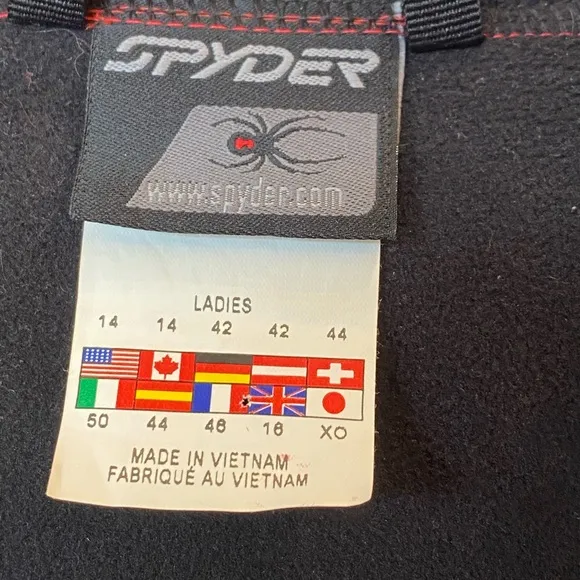 SPYDER
www.spyder.com
LADIES
14 14 42 42 44
50 44 46 16 XO
MADE IN VIETNAM
FABRIQUÉ AU VIETNAM